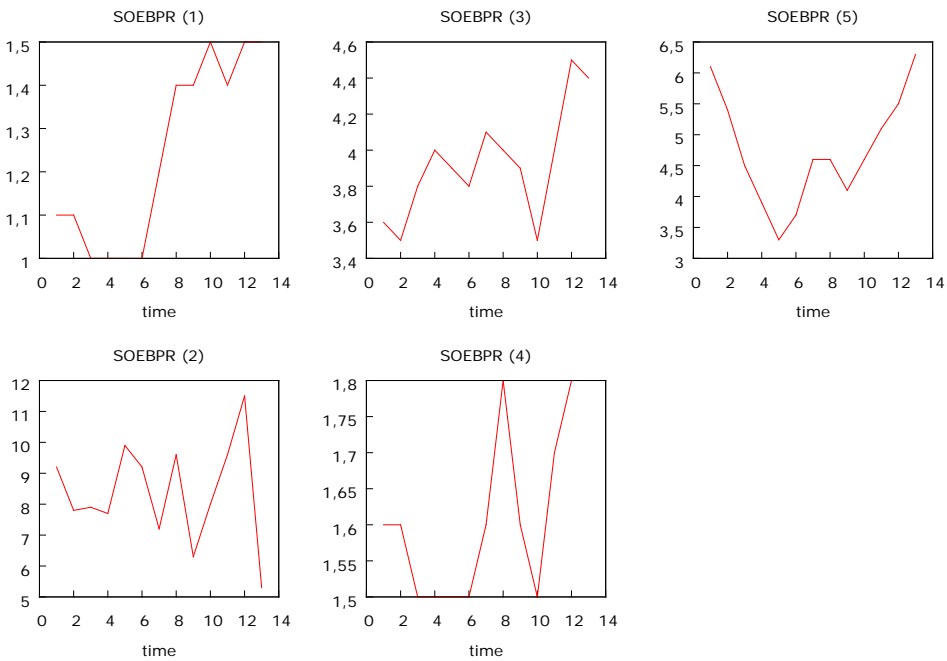 SOEBPR (1)
1,5
1,4
1,3
1,2
1,1
1
0 2 4 6 8 10 12 14
time
SOEBPR (3)
4,6
4,4
4,2
4
3,8
3,6
3,4
0 2 4 6 8 10 12 14
time
SOEBPR (5)
6,5
6
5,5
5
4,5
4
3,5
3
0 2 4 6 8 10 12 14
time
SOEBPR (2)
12
11
10
9
8
7
6
5
0 2 4 6 8 10 12 14
time
SOEBPR (4)
1,8
1,75
1,7
1,65
1,6
1,55
1,5
0 2 4 6 8 10 12 14
time